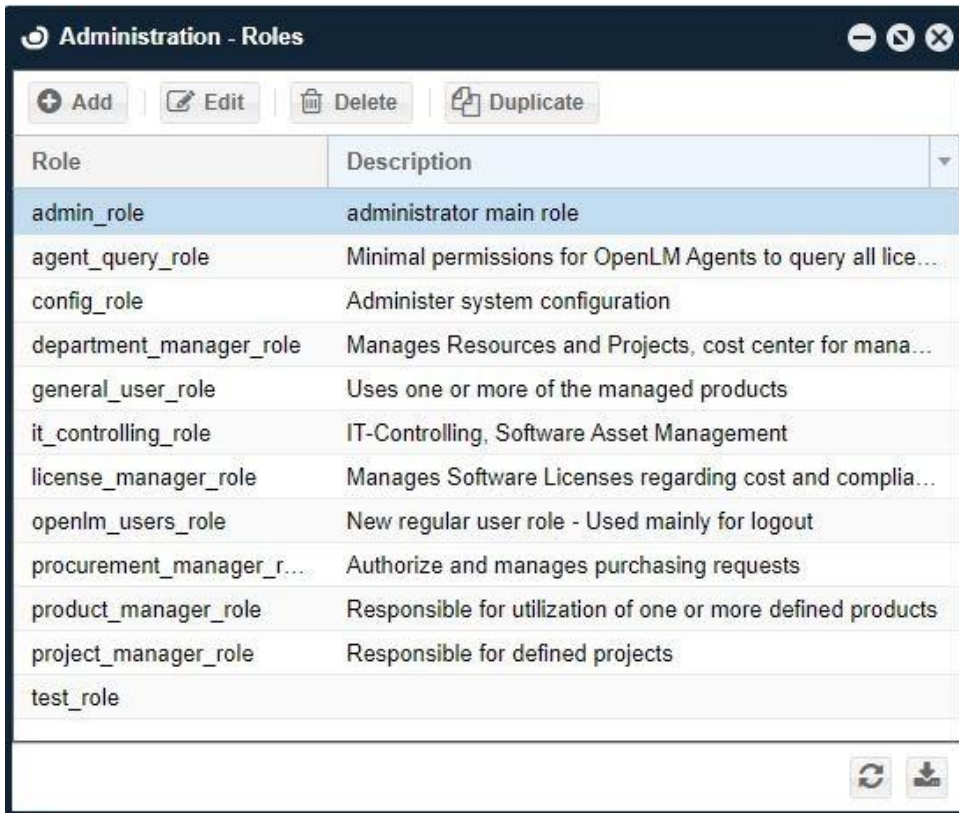 Administration - Roles
Add Edit Delete Duplicate
Role Description
admin_role administrator main role
agent_query_role Minimal permissions for OpenLM Agents to query all lice...
config_role Administer system configuration
department_manager_role Manages Resources and Projects, cost center for mana...
general_user_role Uses one or more of the managed products
it_controlling_role IT-Controlling, Software Asset Management
license_manager_role Manages Software Licenses regarding cost and complia...
openlm_users_role New regular user role - Used mainly for logout
procurement_manager_r... Authorize and manages purchasing requests
product_manager_role Responsible for utilization of one or more defined products
project_manager_role Responsible for defined projects
test_role